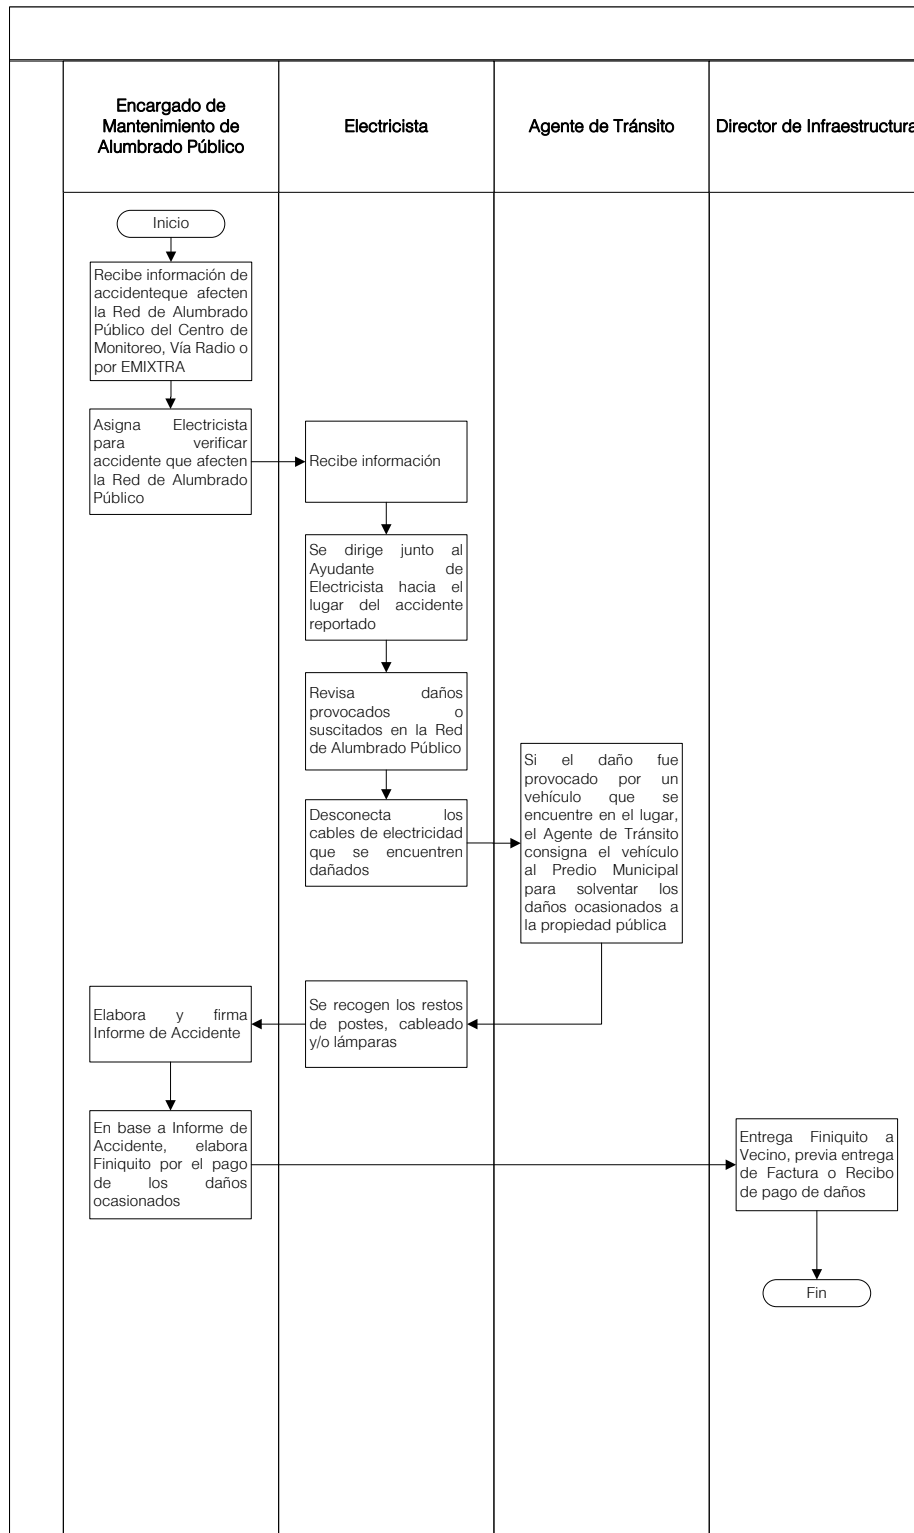 Encargado de
Mantenimiento de
Alumbrado Público
Electricista
Agente de Tránsito
Director de Infraestructura
Inicio
Recibe información de
accidenteque afecten
la Red de Alumbrado
Público del Centro de
Monitoreo, Vía Radio o
por EMIXTRA
Asigna Electricista
para verificar
accidente que afecten
la Red de Alumbrado
Público
Recibe información
Se dirige junto al
Ayudante de
Electricista hacia el
lugar del accidente
reportado
Revisa daños
provocados o
suscitados en la Red
de Alumbrado Público
Desconecta los
cables de electricidad
que se encuentren
dañados
Si el daño fue
provocado por un
vehículo que se
encuentre en el lugar,
el Agente de Tránsito
consigna el vehículo
al Predio Municipal
para solventar los
daños ocasionados a
la propiedad pública
Se recogen los restos
de postes, cableado
y/o lámparas
Elabora y firma
Informe de Accidente
En base a Informe de
Accidente, elabora
Finiquito por el pago
de los daños
ocasionados
Entrega Finiquito a
Vecino, previa entrega
de Factura o Recibo
de pago de daños
Fin